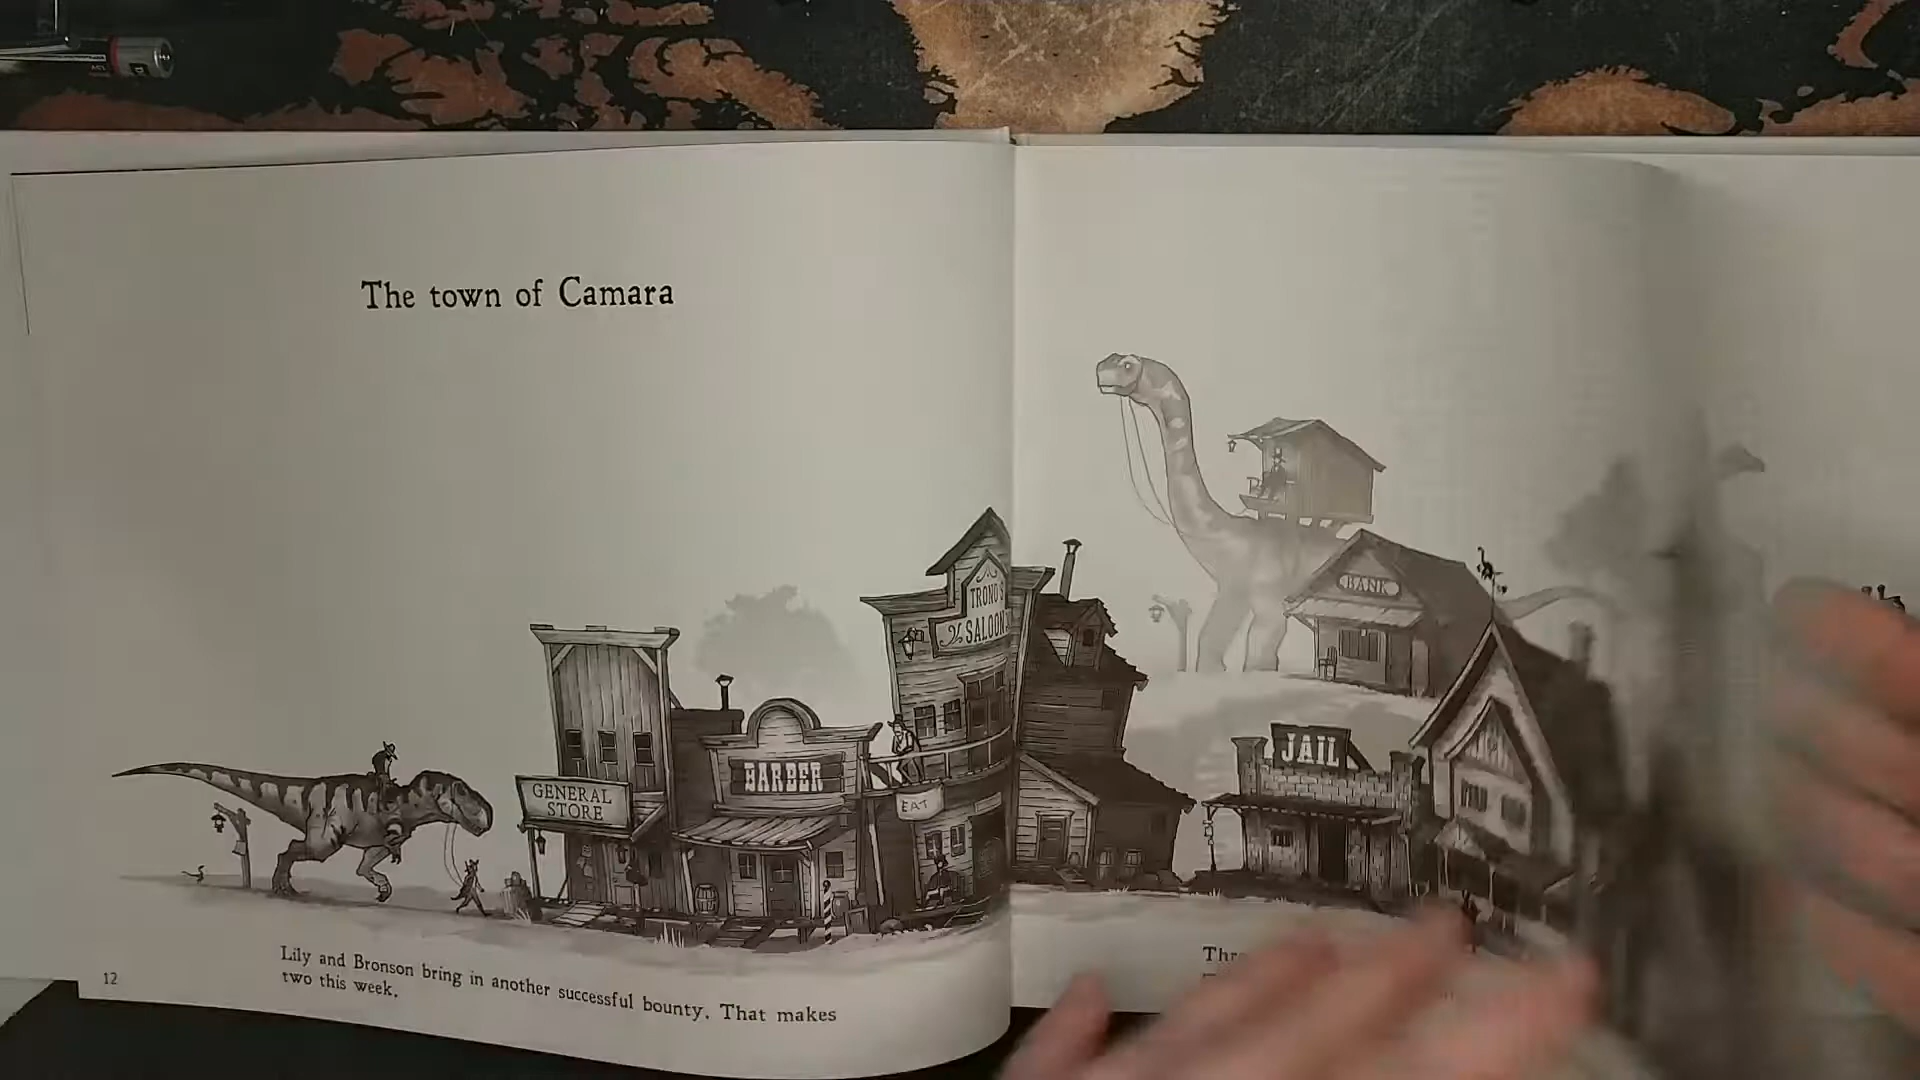 The town of Camara
TRONO'S
SALOON
BANK
JAIL
GENERAL
STORE
BARBER
EAT
Lily and Bronson bring in another successful bounty. That makes
two this week.
12